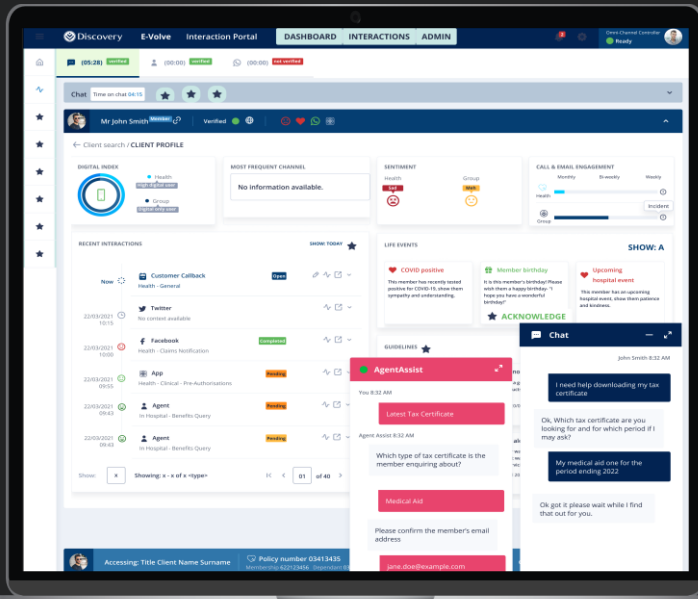 Discovery E-Volve Interaction Portal DASHBOARD INTERACTIONS ADMIN
Omni Channel Controller
Ready
(05:28) verified (00:00) verified (00:00) not verified
Chat Time on chat 04:15
Mr John Smith Member Verified
Client search / CLIENT PROFILE
DIGITAL INDEX
Health
High digital user
Group
Digital only user
MOST FREQUENT CHANNEL
No information available.
SENTIMENT
Health Group
Sad
CALL & EMAIL ENGAGEMENT
Monthly Bi-weekly Weekly
Health
Incident
Group
RECENT INTERACTIONS SHOW: TODAY
Now Customer Callback Open
Health - General
22/03/2021 Twitter
10:15 No context available
22/03/2021 Facebook Completed
10:00 Health - Claims Notification
22/03/2021 App Pending
09:55 Health - Clinical - Pre-Authorisations
22/03/2021 Agent Pending
09:43 In Hospital - Benefits Query
22/03/2021 Agent Pending
09:43 In Hospital - Benefits Query
Show: x Showing: x - x of x <type> 01 of 40
LIFE EVENTS SHOW: A
COVID positive
This member has recently tested
positive for COVID-19, show them
sympathy and understanding.
Member birthday
It is this member's birthday! Please
wish them a happy birthday: "I
hope you have a wonderful
birthday!"
ACKNOWLEDGE
Upcoming
hospital event
This member has an upcoming
hospital event, show them patience
and kindness.
GUIDELINES
AgentAssist
You 8:32 AM
Latest Tax Certificate
Agent Assist 8:32 AM
Which type of tax certificate is the
member enquiring about?
Medical Aid
Please confirm the member's email
address
jane.doe@example.com
Chat
John Smith 8:32 AM
I need help downloading my tax
certificate
Ok, Which tax certificate are you
looking for and for which period if I
may ask?
My medical aid one for the
period ending 2022
Ok got it please wait while I find
that out for you.
Accessing: Title Client Name Surname Policy number 03413435
Membership 622123456 Dependant